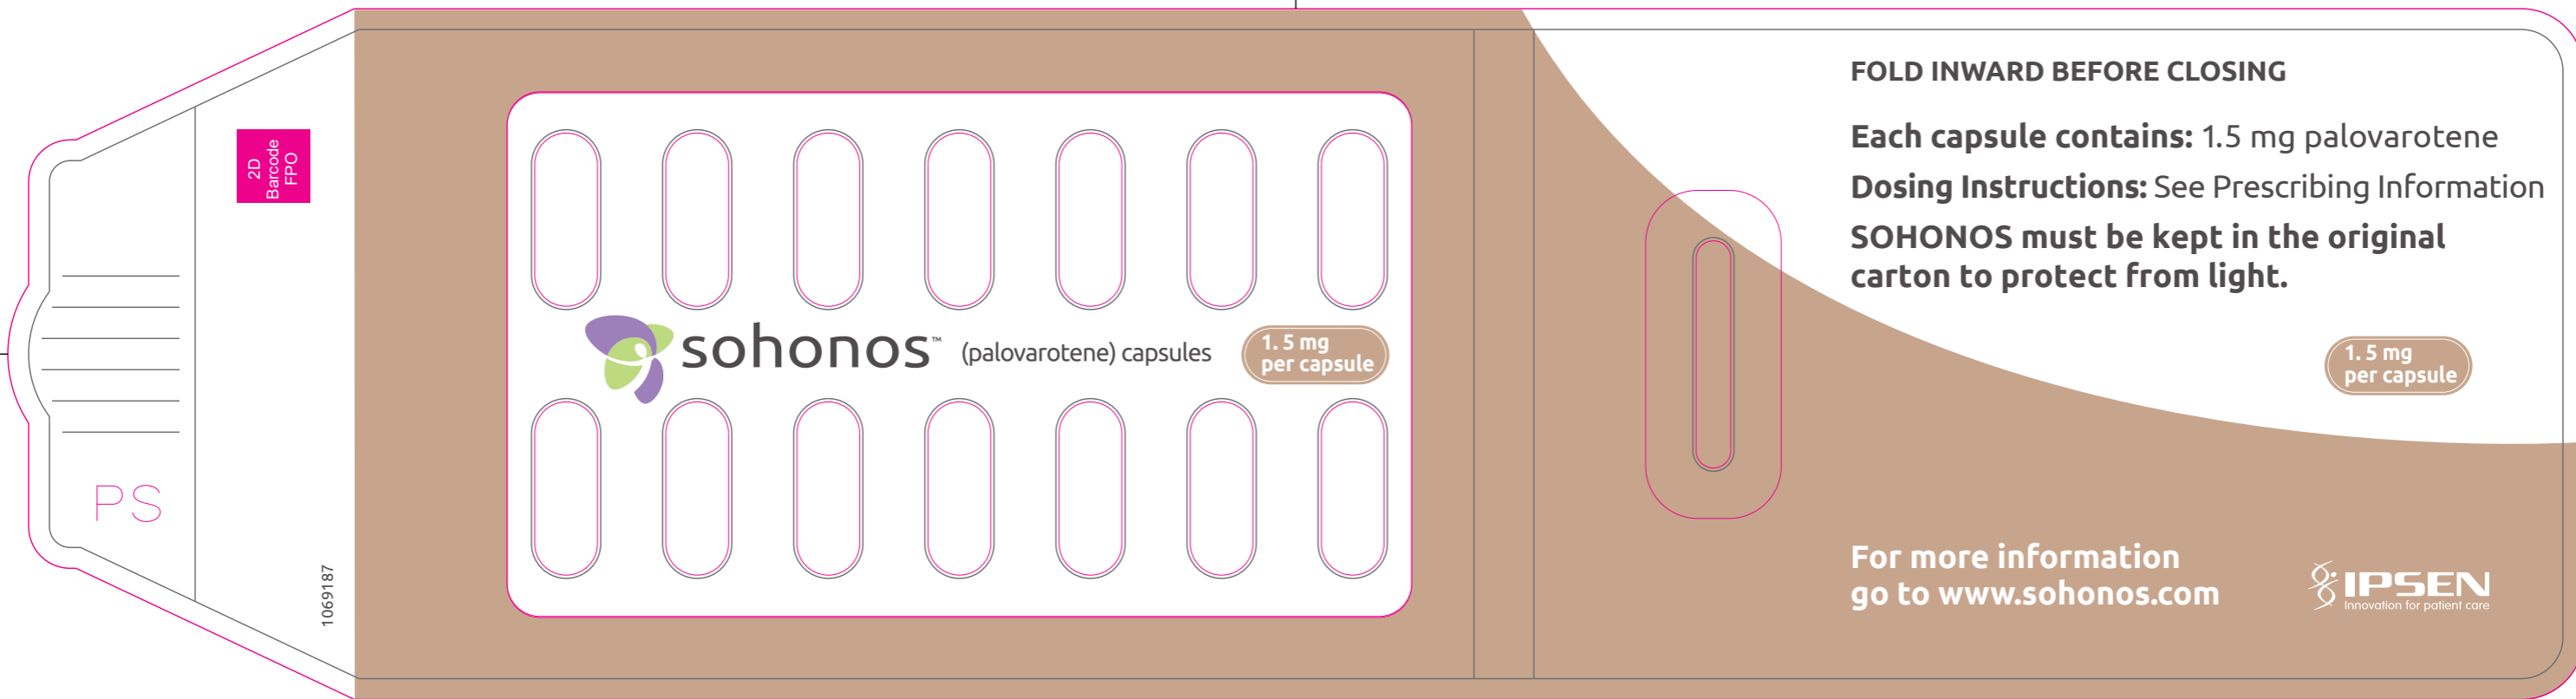 2D
Barcode
FPO
PS
10691187
sohonos™ (palovarotene) capsules
1. 5 mg
per capsule
FOLD INWARD BEFORE CLOSING
Each capsule contains: 1.5 mg palovarotene
Dosing Instructions: See Prescribing Information
SOHONOS must be kept in the original
carton to protect from light.
1. 5 mg
per capsule
For more information
go to www.sohonos.com
IPSEN
Innovation for patient care